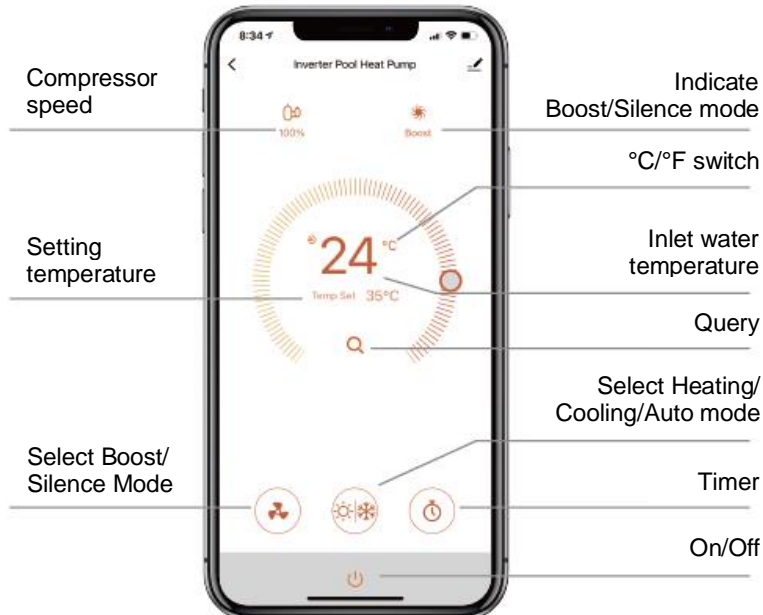 8:34
Inverter Pool Heat Pump
Compressor
speed
100%
Boost
Indicate
Boost/Silence mode
°C/°F switch
24 °C
Setting
temperature
Temp Set 35°C
Inlet water
temperature
Query
Select Heating/
Cooling/Auto mode
Select Boost/
Silence Mode
Timer
On/Off